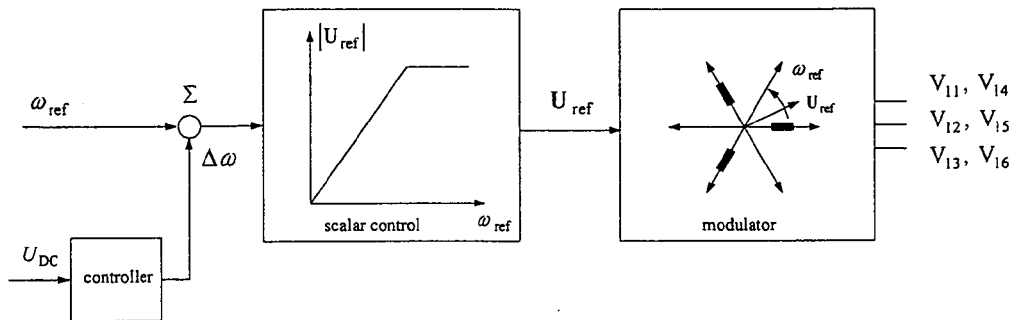 |U_ref|
ω_ref
Σ
Δω
U_DC
controller
scalar control
ω_ref
U_ref
ω_ref
U_ref
modulator
V_11, V_14
V_12, V_15
V_13, V_16